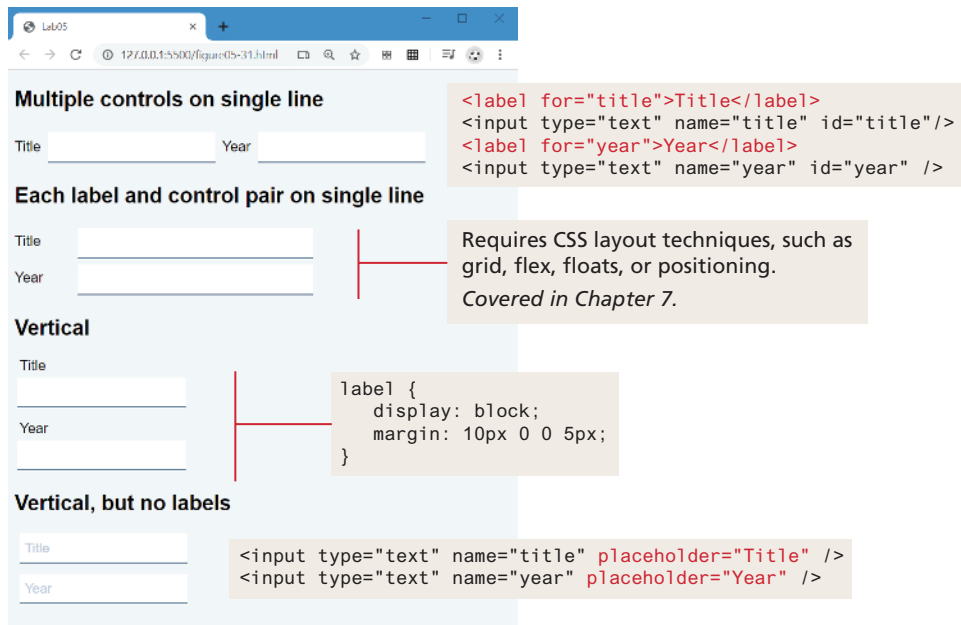 Lab05
127.0.0.1:5500/figure05-31.html
Multiple controls on single line
Title
Year
<label for="title">Title</label>
<input type="text" name="title" id="title"/>
<label for="year">Year</label>
<input type="text" name="year" id="year" />
Each label and control pair on single line
Title
Year
Requires CSS layout techniques, such as
grid, flex, floats, or positioning.
Covered in Chapter 7.
Vertical
Title
Year
label {
display: block;
margin: 10px 0 0 5px;
}
Vertical, but no labels
Title
Year
<input type="text" name="title" placeholder="Title" />
<input type="text" name="year" placeholder="Year" />